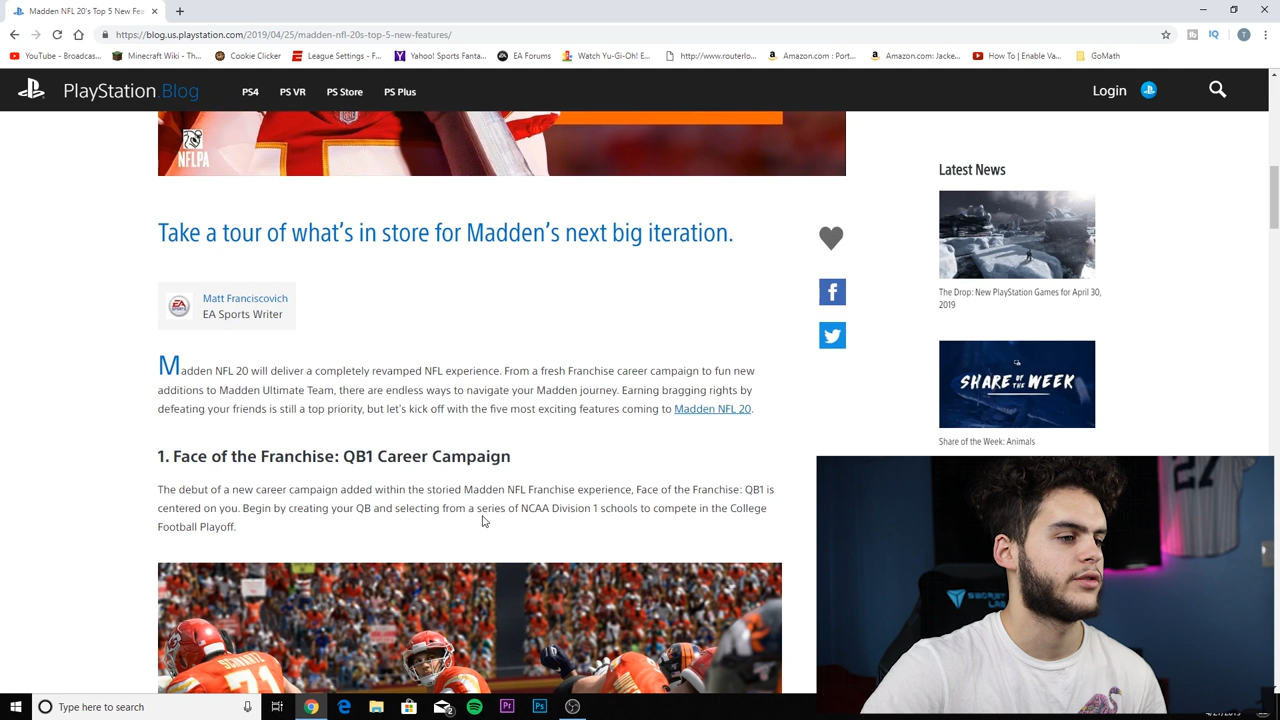 Madden NFL 20's Top 5 New Fea
https://blog.us.playstation.com/2019/04/25/madden-nfl-20s-top-5-new-features/
YouTube - Broadcas... Minecraft Wiki - Th... Cookie Clicker League Settings - F... Yahoo! Sports Fanta... EA Forums Watch Yu-Gi-Oh! E... http://www.routerlo... Amazon.com : Port... Amazon.com: Jacke... How To | Enable Va... GoMath
PlayStation.Blog PS4 PS VR PS Store PS Plus Login
NFLPA
Latest News
Take a tour of what's in store for Madden's next big iteration.
The Drop: New PlayStation Games for April 30,
2019
EA SPORTS
Matt Franciscovich
EA Sports Writer
SHARE OF THE WEEK
Madden NFL 20 will deliver a completely revamped NFL experience. From a fresh Franchise career campaign to fun new
additions to Madden Ultimate Team, there are endless ways to navigate your Madden journey. Earning bragging rights by
defeating your friends is still a top priority, but let's kick off with the five most exciting features coming to Madden NFL 20.
Share of the Week: Animals
1. Face of the Franchise: QB1 Career Campaign
The debut of a new career campaign added within the storied Madden NFL Franchise experience, Face of the Franchise: QB1 is
centered on you. Begin by creating your QB and selecting from a series of NCAA Division 1 schools to compete in the College
Football Playoff.
27
SECRETLAB
SCHWARTZ
71
Type here to search